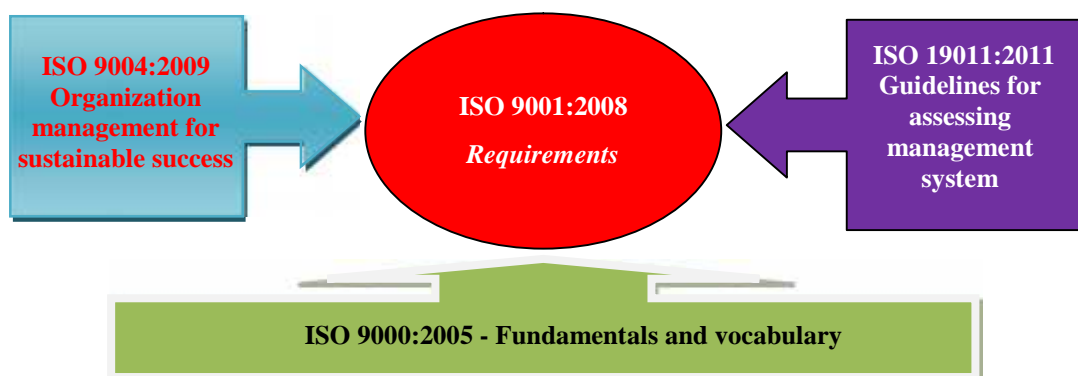 ISO 9004:2009
Organization
management for
sustainable success
ISO 9001:2008
Requirements
ISO 19011:2011
Guidelines for
assessing
management
system
ISO 9000:2005 - Fundamentals and vocabulary